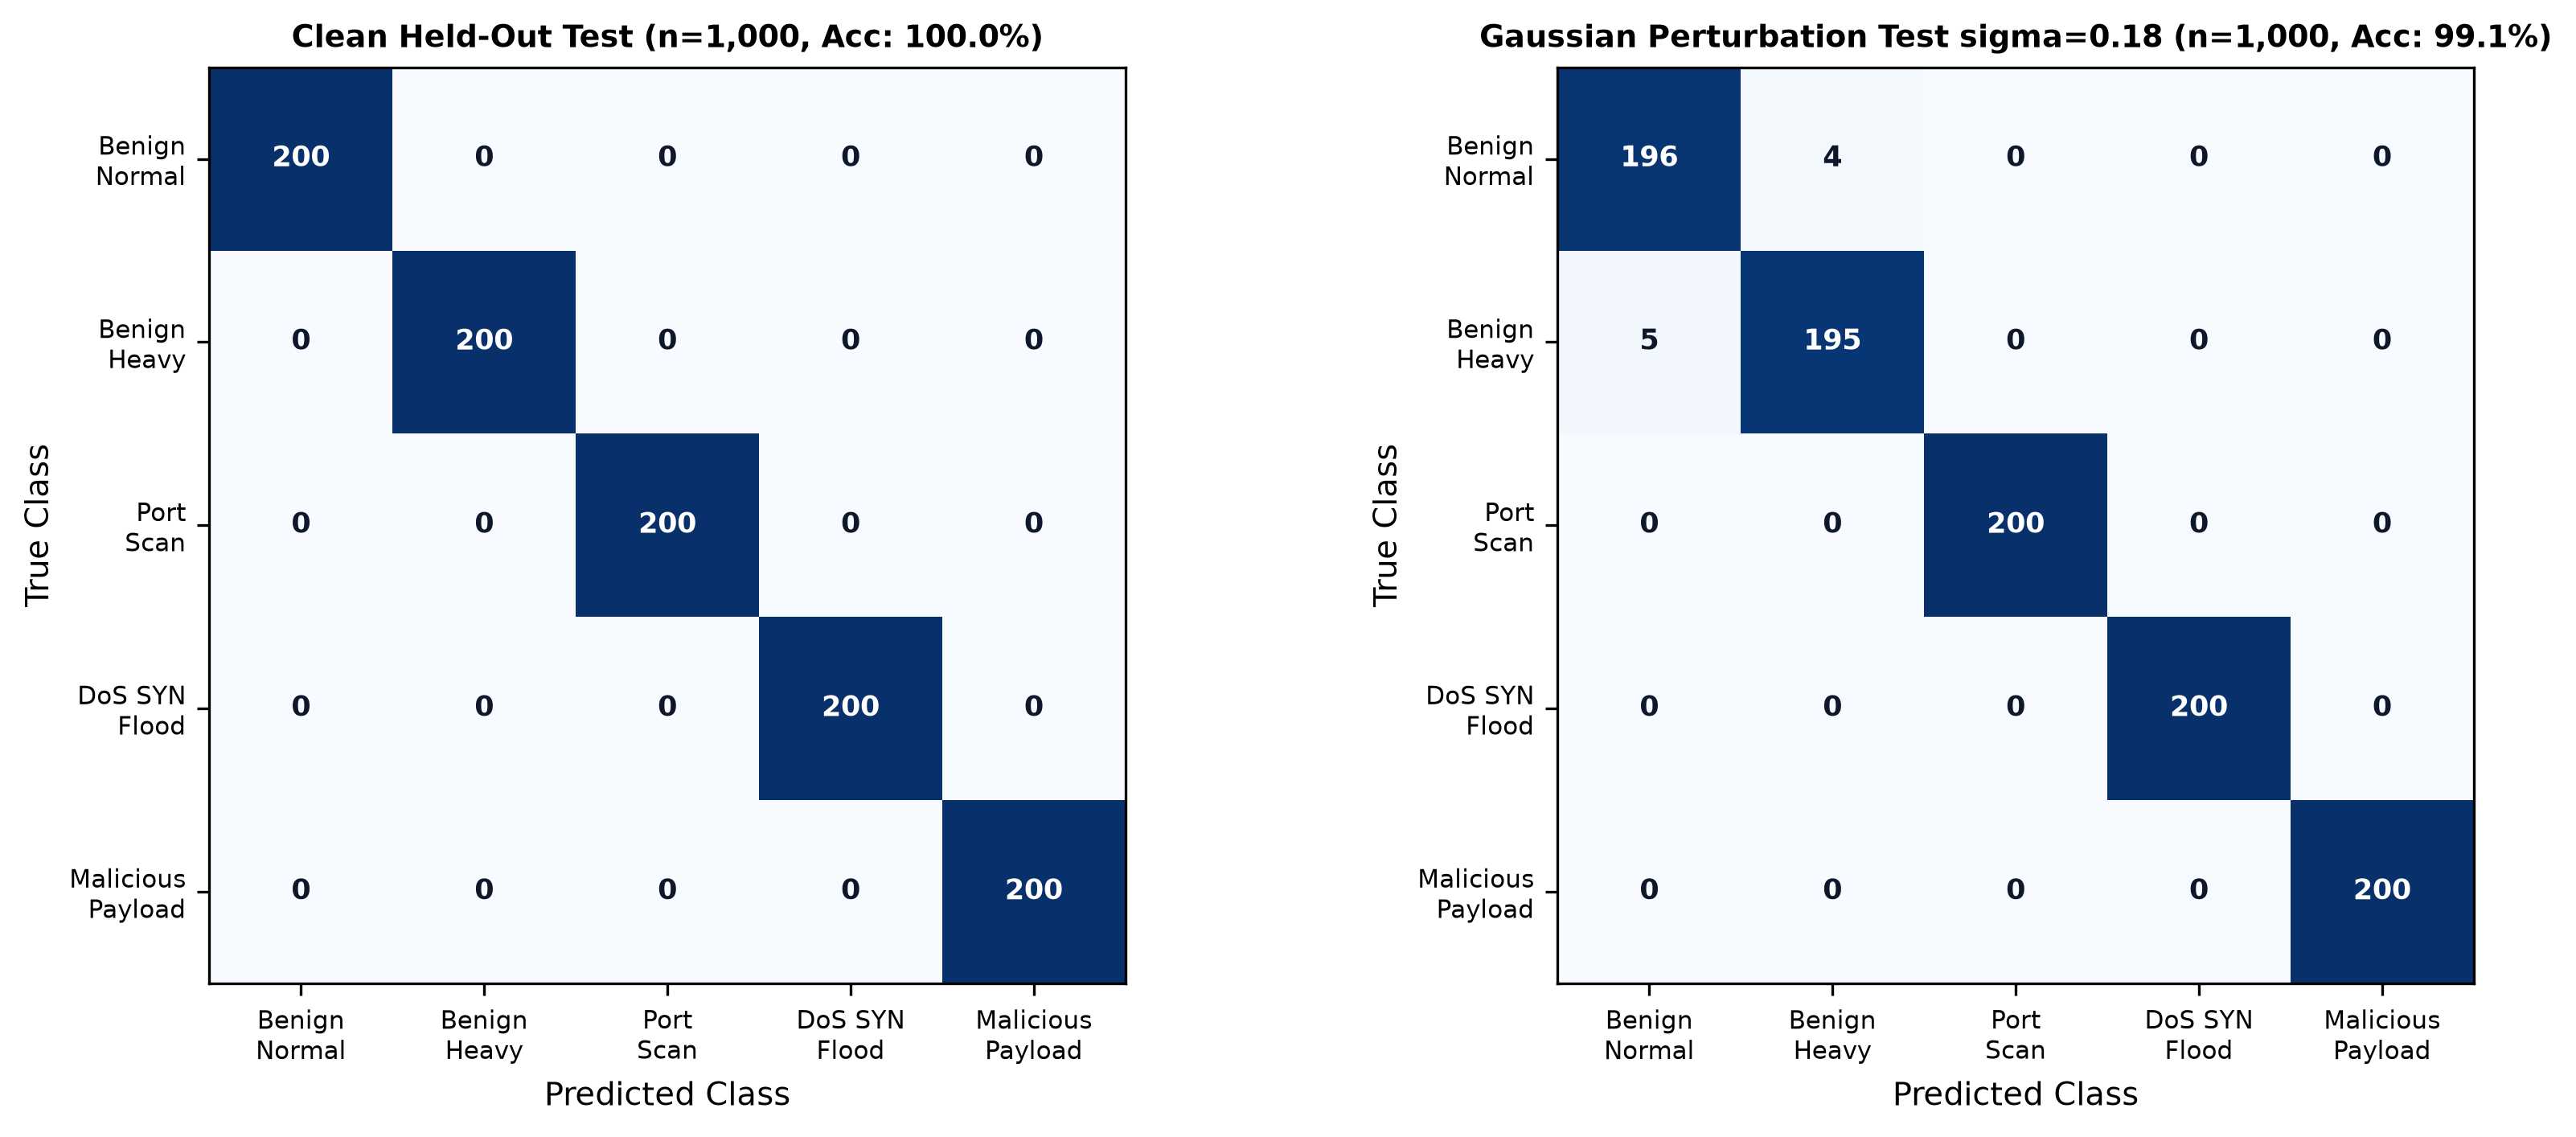 Clean Held-Out Test (n=1,000, Acc: 100.0%)
True Class
Benign
Normal
200 0 0 0 0
Benign
Heavy
0 200 0 0 0
Port
Scan
0 0 200 0 0
DoS SYN
Flood
0 0 0 200 0
Malicious
Payload
0 0 0 0 200
Benign Benign Port DoS SYN Malicious
Normal Heavy Scan Flood Payload
Predicted Class
Gaussian Perturbation Test sigma=0.18 (n=1,000, Acc: 99.1%)
True Class
Benign
Normal
196 4 0 0 0
Benign
Heavy
5 195 0 0 0
Port
Scan
0 0 200 0 0
DoS SYN
Flood
0 0 0 200 0
Malicious
Payload
0 0 0 0 200
Benign Benign Port DoS SYN Malicious
Normal Heavy Scan Flood Payload
Predicted Class